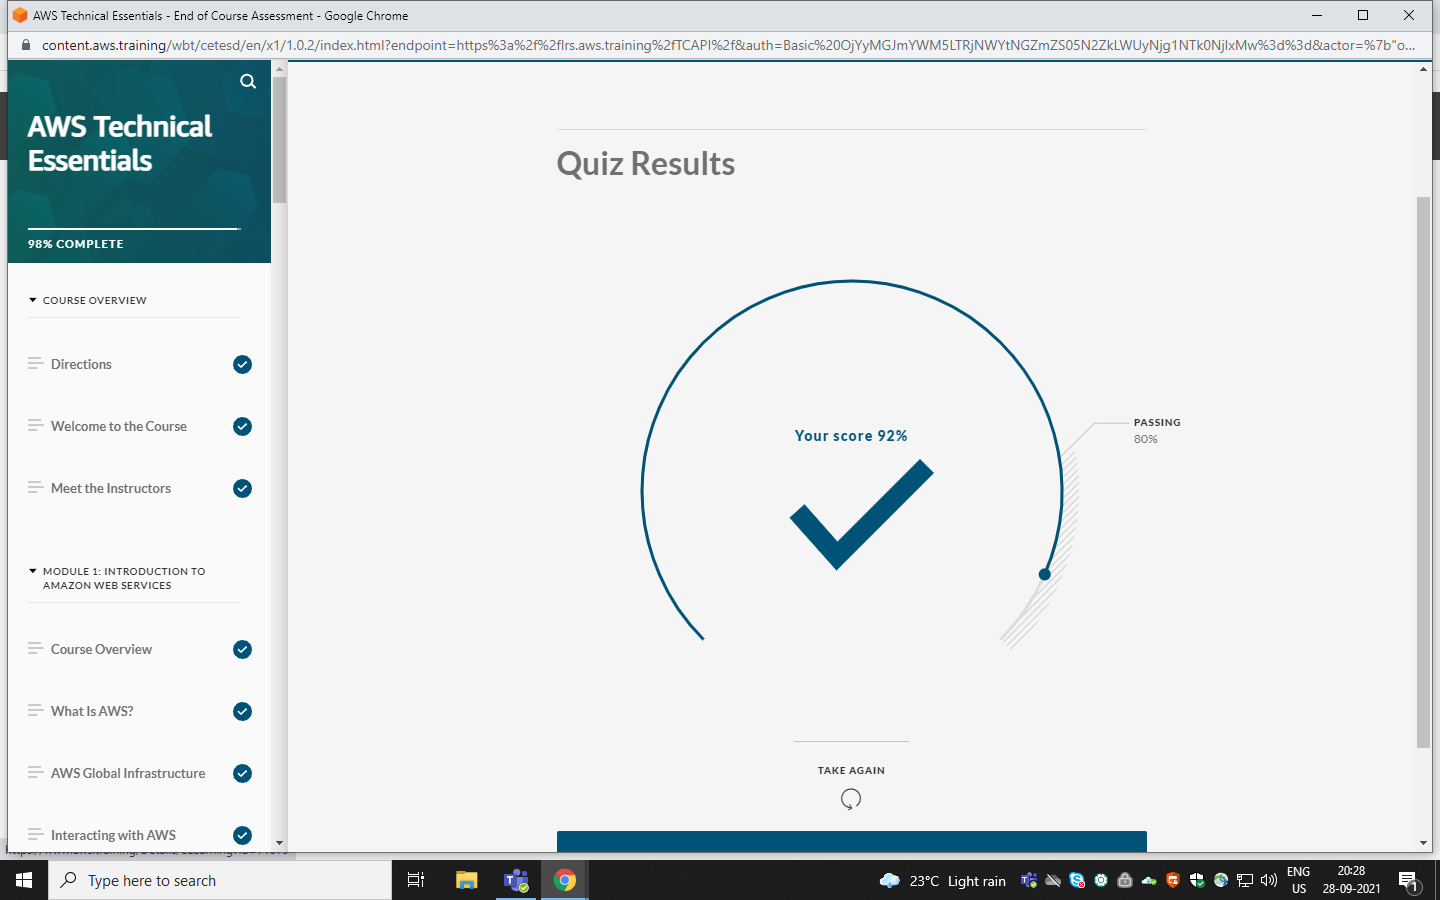 AWS Technical Essentials - End of Course Assessment - Google Chrome
content.aws.training/wbt/cetesd/en/x1/1.0.2/index.html?endpoint=https%3a%2f%2flrs.aws.training%2fTCAPI%2f&auth=Basic%20OjYyMGJmYWM5LTRjNWYtNGZmZS05N2ZkLWUyNjg1NTk0NjIxMw%3d%3d&actor=%7b"o...
AWS Technical
Essentials
98% COMPLETE
COURSE OVERVIEW
Directions
Welcome to the Course
Meet the Instructors
MODULE 1: INTRODUCTION TO
AMAZON WEB SERVICES
Course Overview
What Is AWS?
AWS Global Infrastructure
Interacting with AWS
Quiz Results
Your score 92%
PASSING
80%
TAKE AGAIN
Type here to search
23°C Light rain
ENG
US
20:28
28-09-2021
1